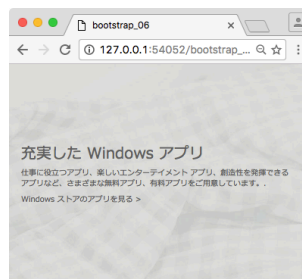 bootstrap_06
127.0.0.1:54052/bootstrap_...
充実した Windows アプリ
仕事に役立つアプリ、楽しいエンターテイメント アプリ、創造性を発揮できる
アプリなど、さまざまな無料アプリ、有料アプリをご用意しています。.
Windows ストアのアプリを見る >